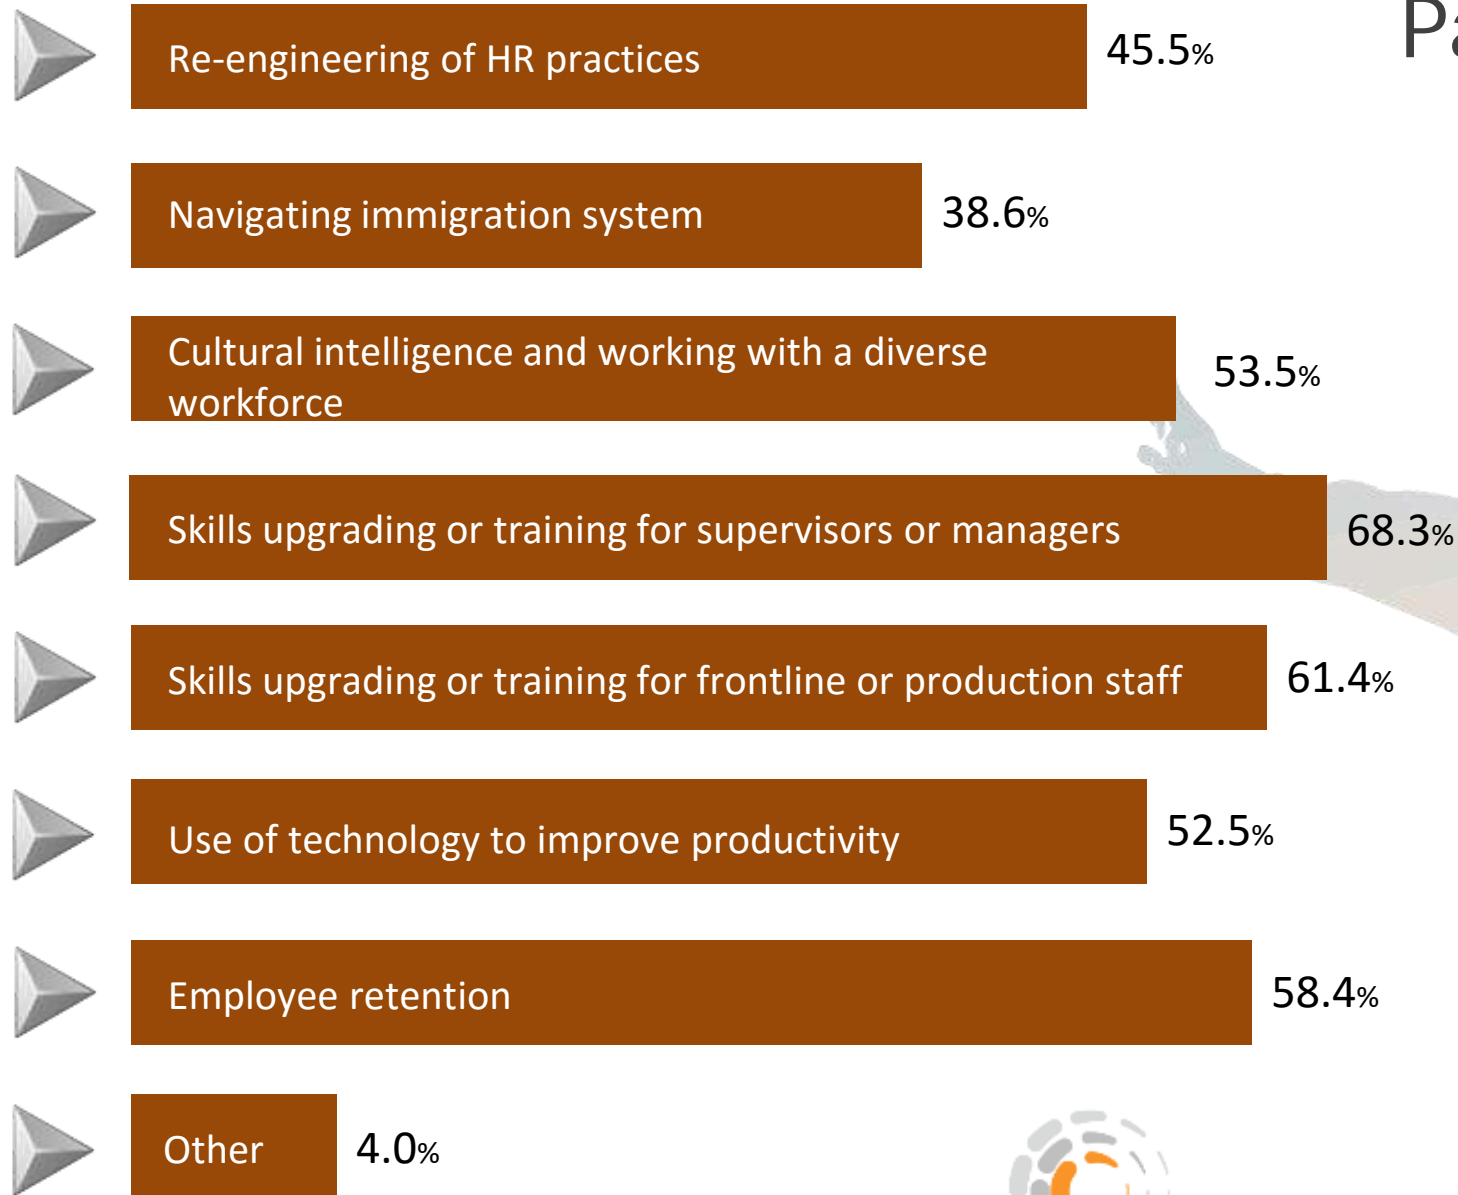 Pa
Re-engineering of HR practices 45.5%
Navigating immigration system 38.6%
Cultural intelligence and working with a diverse
workforce
53.5%
Skills upgrading or training for supervisors or managers 68.3%
Skills upgrading or training for frontline or production staff 61.4%
Use of technology to improve productivity 52.5%
Employee retention 58.4%
Other 4.0%